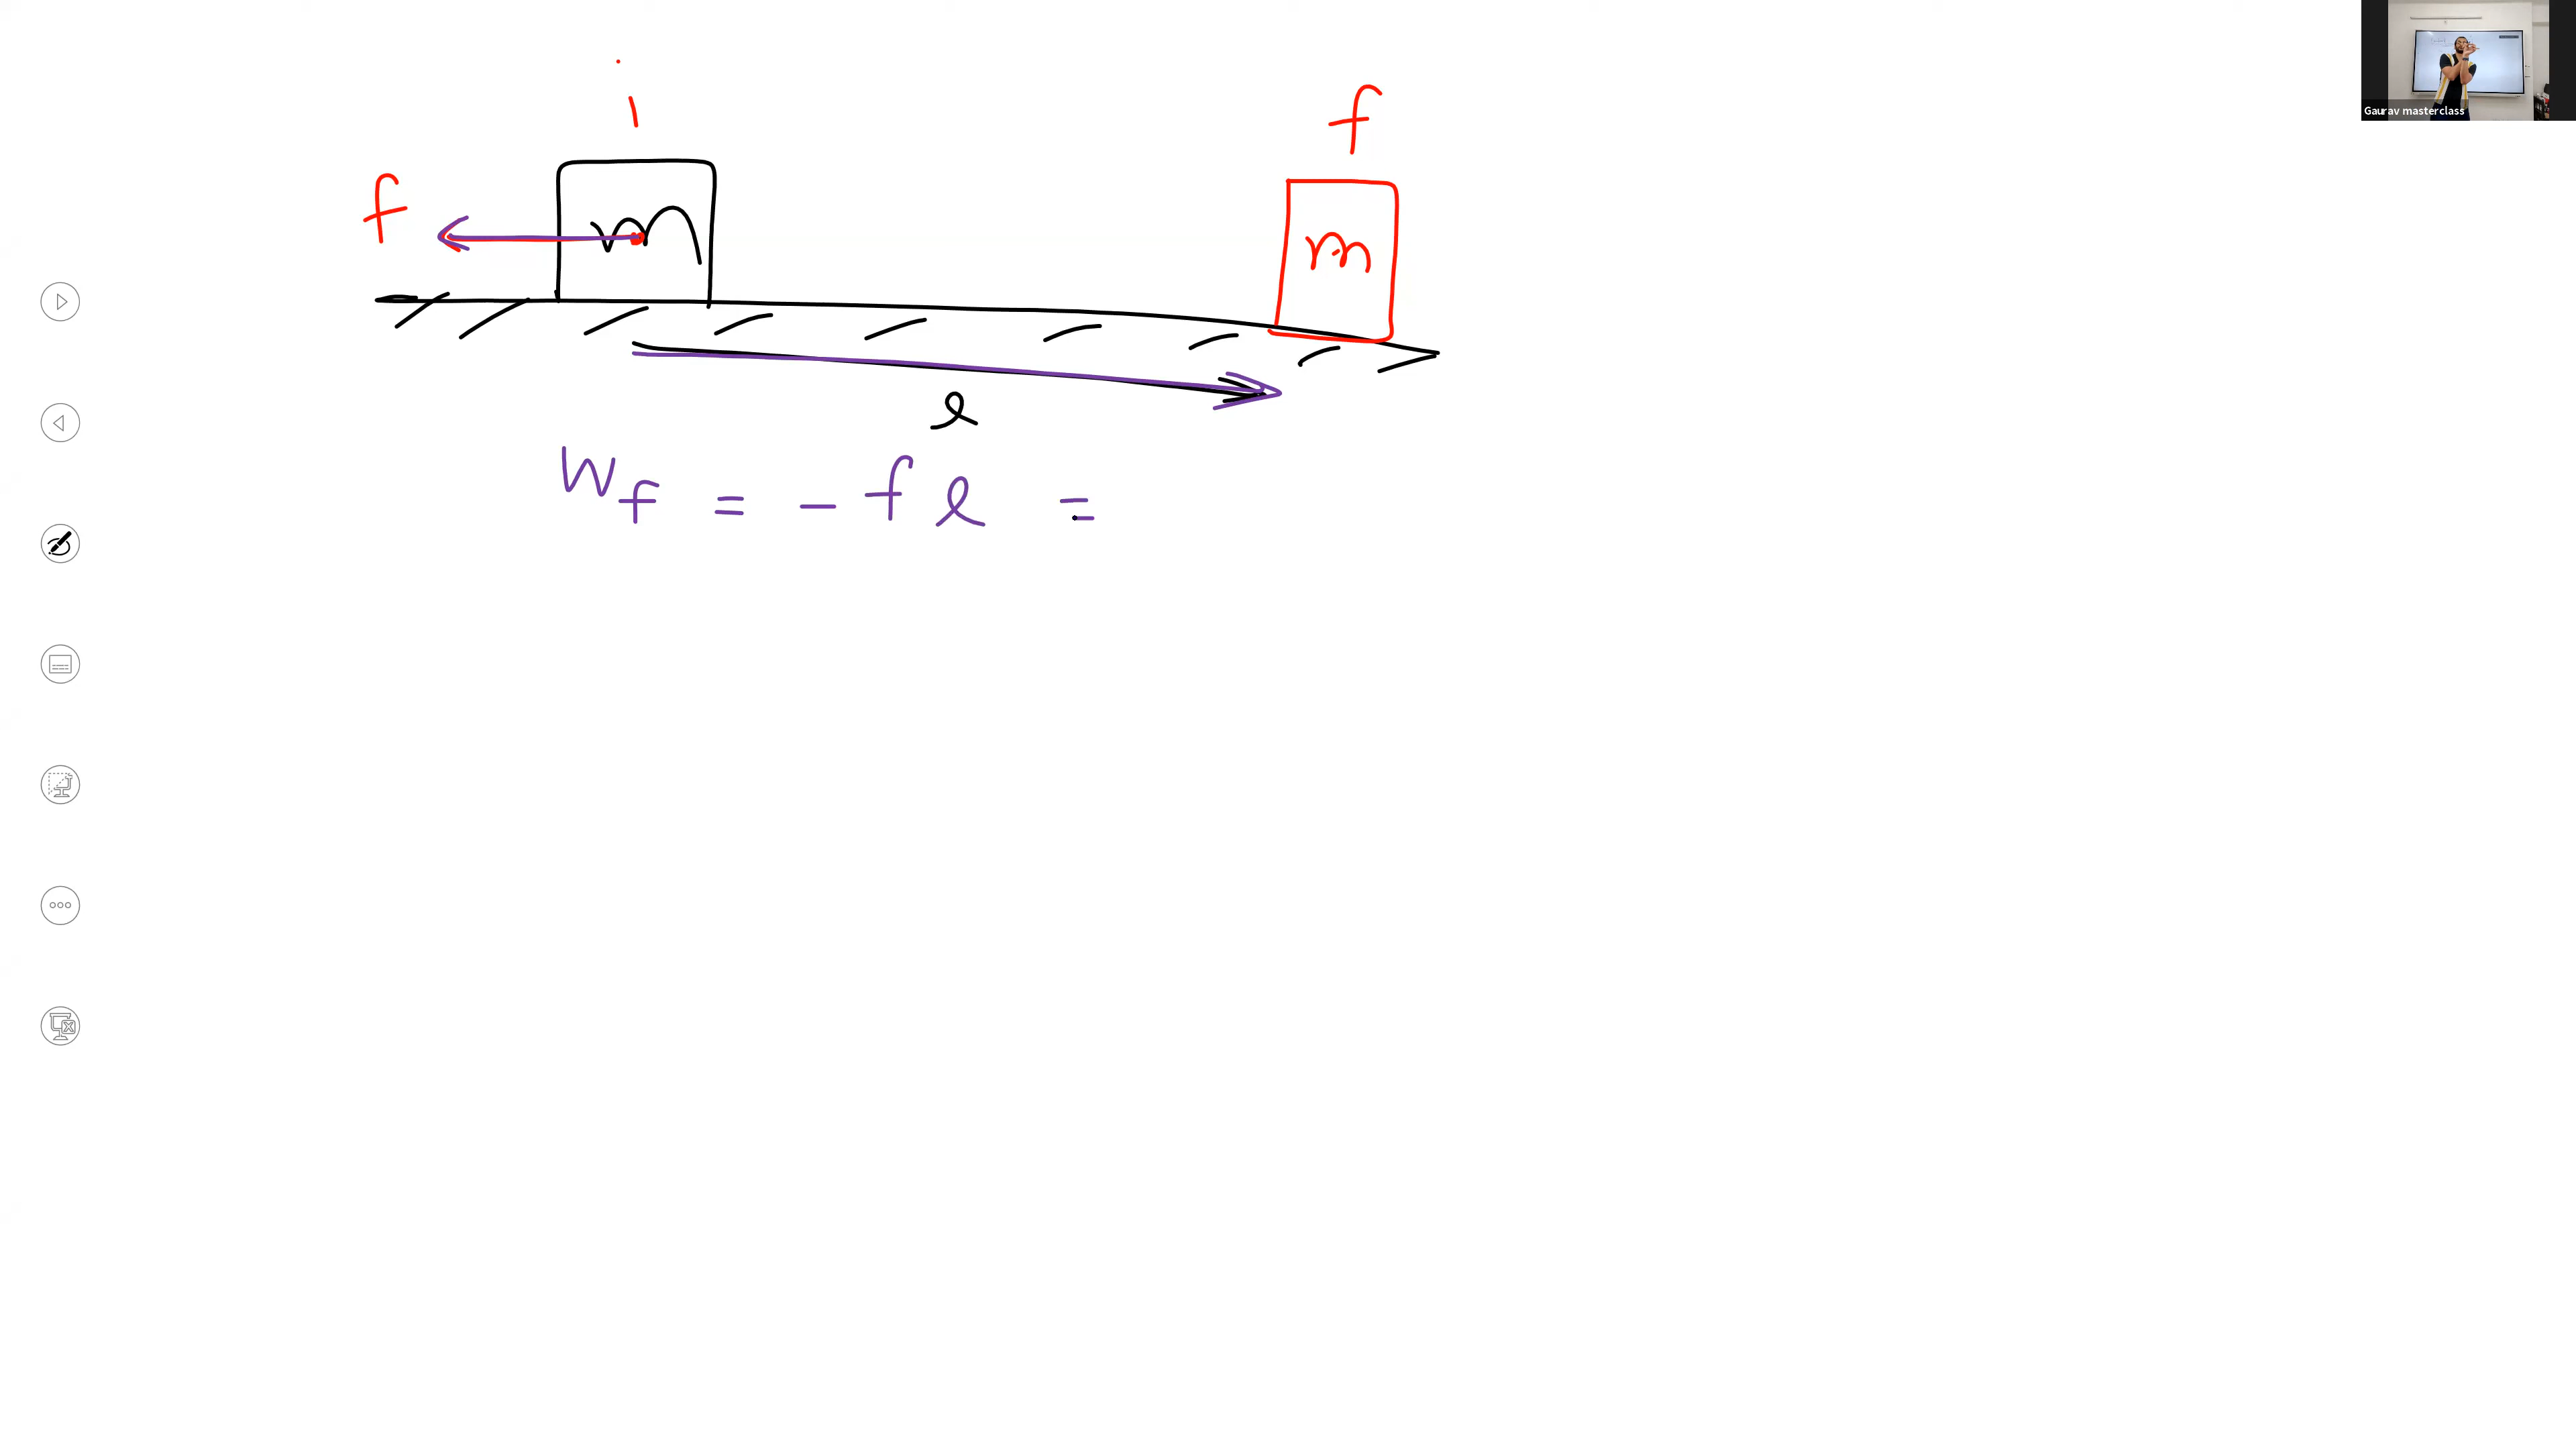 i
f
Gaurav masterclass
f
m
m
l
W_f = - f l =